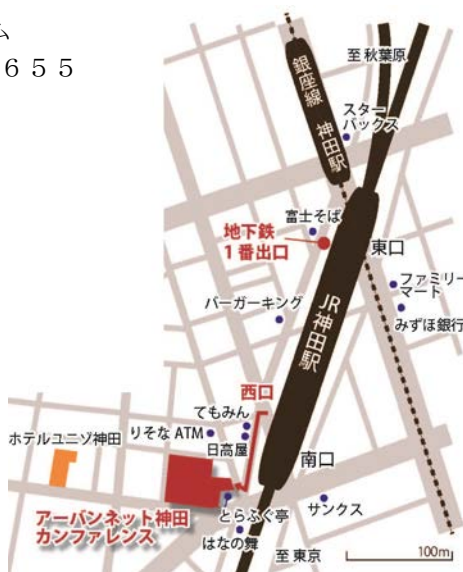 ム
６５５
至 秋葉原
銀座線 神田駅
スター
バックス
富士そば
地下鉄
1番出口
東口
ファミリー
マート
みずほ銀行
バーガーキング
JR神田駅
西口
てもみん
りそな ATM
日高屋
ホテルユニゾ神田
南口
アーバンネット神田
カンファレンス
とらふぐ亭
サンクス
はなの舞
至 東京
100m